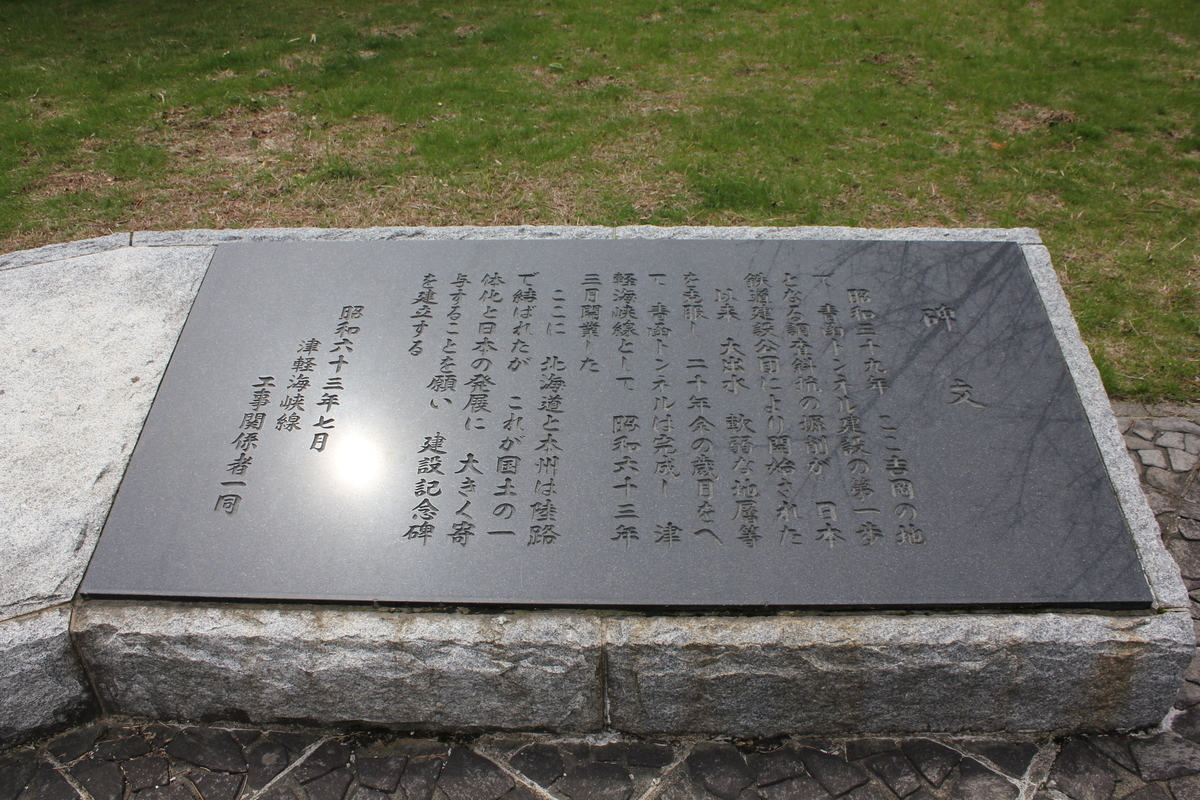 碑文
昭和三十九年 ここ吉岡の地
で 青函トンネル建設の第一歩
となる調査斜坑の掘削が 日本
鉄道建設公団により開始された
以来 大出水 軟弱な地層等
を克服し 二十年余の歳月をへ
て 青函トンネルは完成し 津
軽海峡線として 昭和六十三年
三月開業した
ここに 北海道と本州は陸路
で結ばれたが これが国土の一
体化と日本の発展に 大きく寄
与することを願い 建設記念碑
を建立する
昭和六十三年七月
津軽海峡線
工事関係者一同